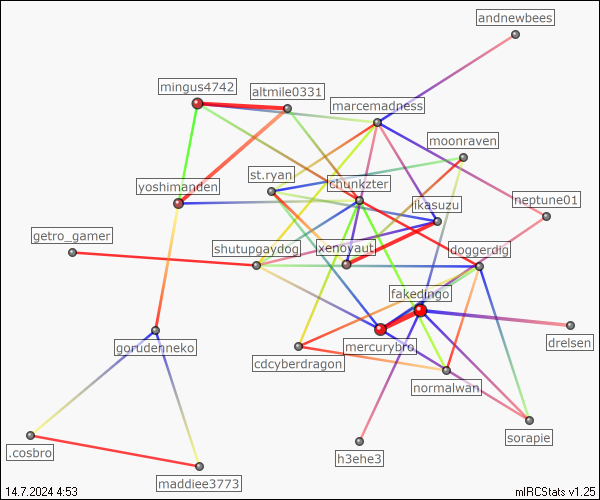 andnewbees
mingus4742
altmile0331
marcemadness
moonraven
st.ryan
chunkzter
yoshimanden
ikasuzu
neptune01
getro_gamer
shutupgaydog
xenoyaut
cloggerdig
fakedingo
gorudenneko
mercurybro
drelsen
cdcyberdragon
normalwan
.cosbro
h3ehe3
sorapie
maddiee3773
14.7.2024 4:53
mIRCStats v1.25